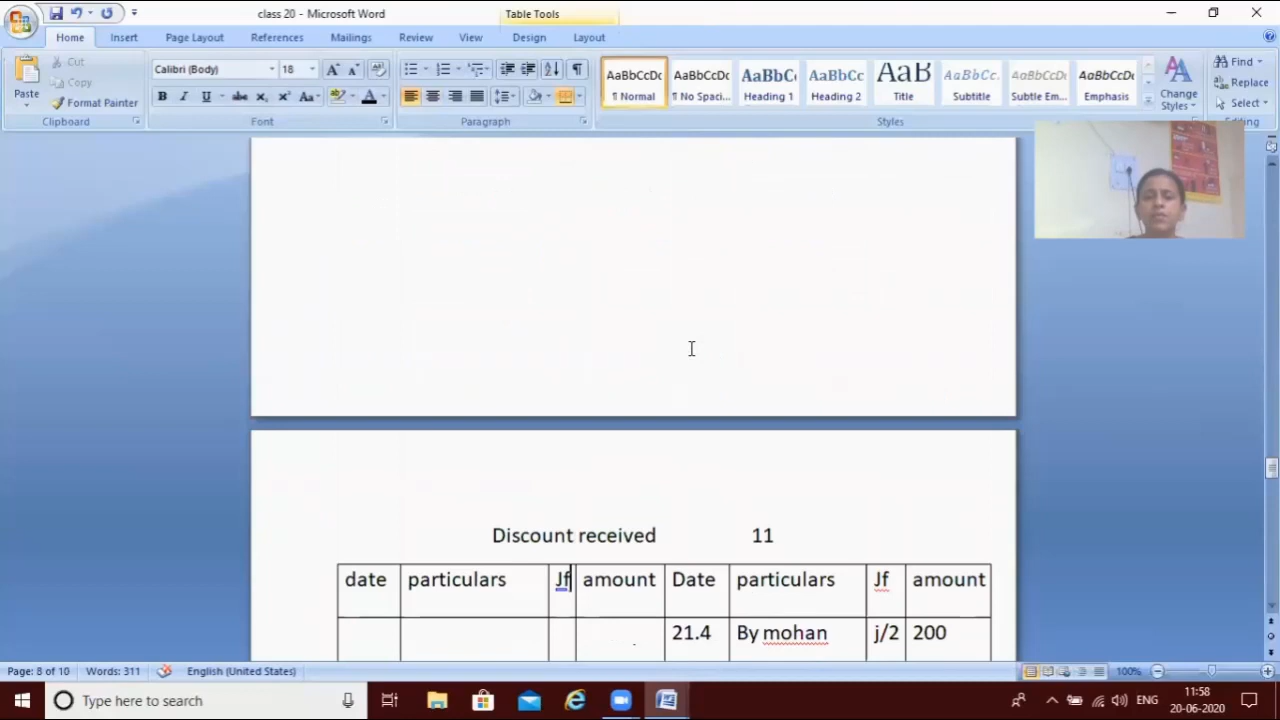 class 20 - Microsoft Word
Table Tools
Home Insert Page Layout References Mailings Review View Design Layout
Paste
Cut
Copy
Format Painter
Clipboard
Calibri (Body) 18
Font
Paragraph
AaBbCcDc AaBbCcDc AaBbC AaBbCc AaB AaBbCc. AaBbCcDc AaBbCcDc
¶ Normal ¶ No Spaci... Heading 1 Heading 2 Title Subtitle Subtle Em... Emphasis
Change Styles
Styles
Find
Replace
Select
Editing
Discount received 11
date particulars Jf amount Date particulars Jf amount
21.4 By mohan j/2 200
Page: 8 of 10 Words: 311 English (United States) 100%
Type here to search
ENG
11:58
20-06-2020